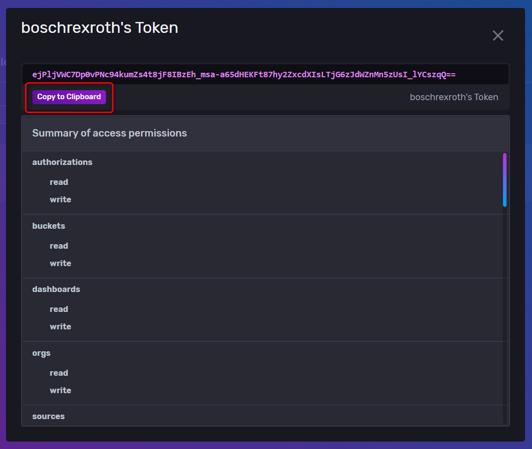 boschrexroth's Token
ejPljVWC7Dp0vPNc94kumZs4t8jF8IBzEh_msa-a65dHEKFt87hy2ZxcdXIsLTjG6zJdWZnMn5zUsI_lYCszqQ==
Copy to Clipboard
boschrexroth's Token
Summary of access permissions
authorizations
read
write
buckets
read
write
dashboards
read
write
orgs
read
write
sources